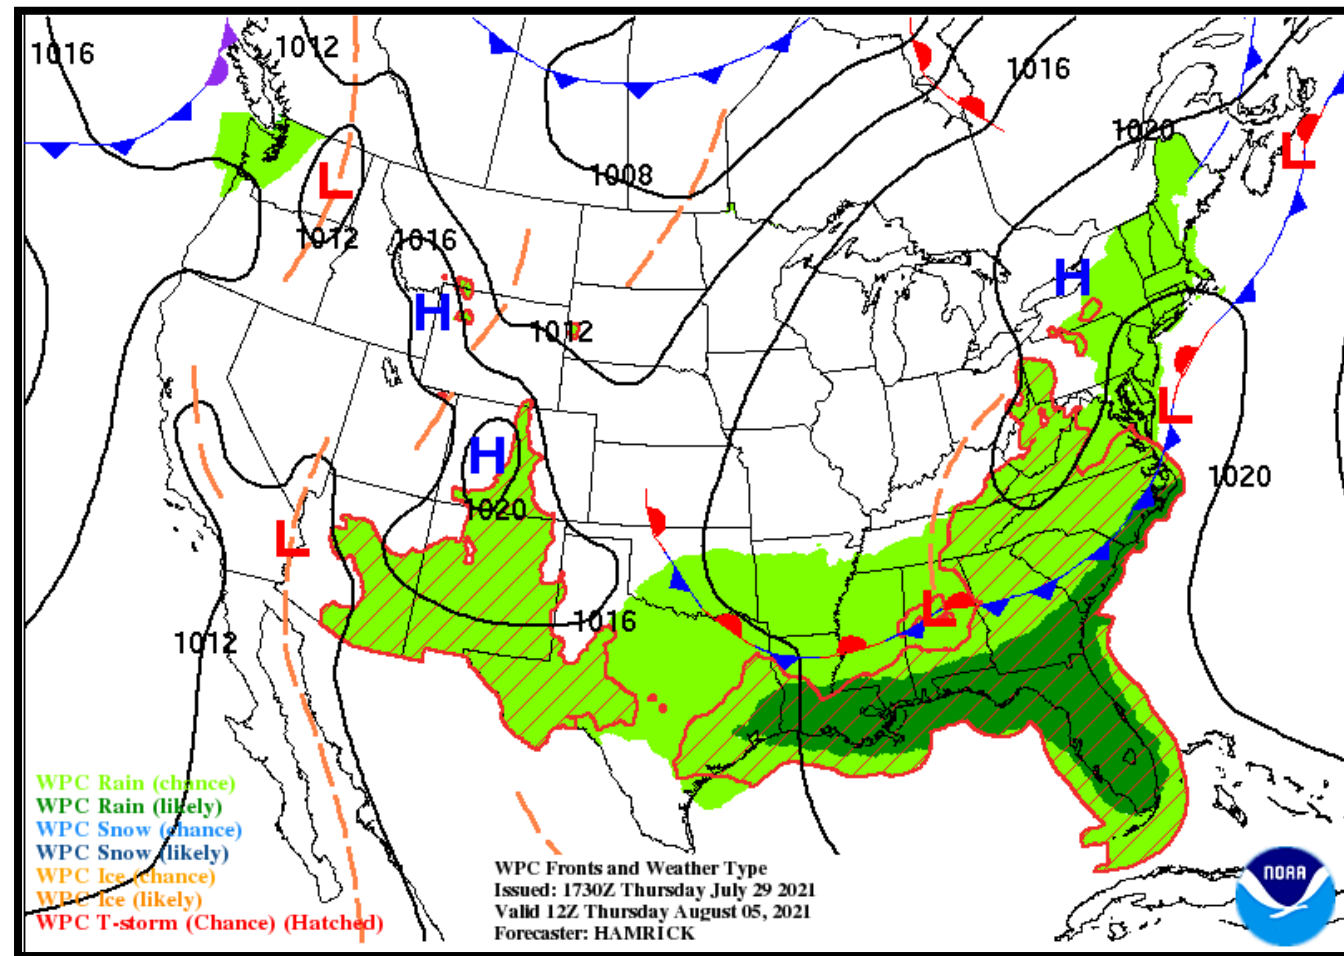 1016
1012
1016
1020
1008
L
L
1012
1016
H
H
1012
L
H
1020
1020
L
1016
L
1012
WPC Rain (chance)
WPC Rain (likely)
WPC Snow (chance)
WPC Snow (likely)
WPC Ice (chance)
WPC Ice (likely)
WPC T-storm (Chance) (Hatched)
WPC Fronts and Weather Type
Issued: 1730Z Thursday July 29 2021
Valid 12Z Thursday August 05, 2021
Forecaster: HAMRICK
NOAA